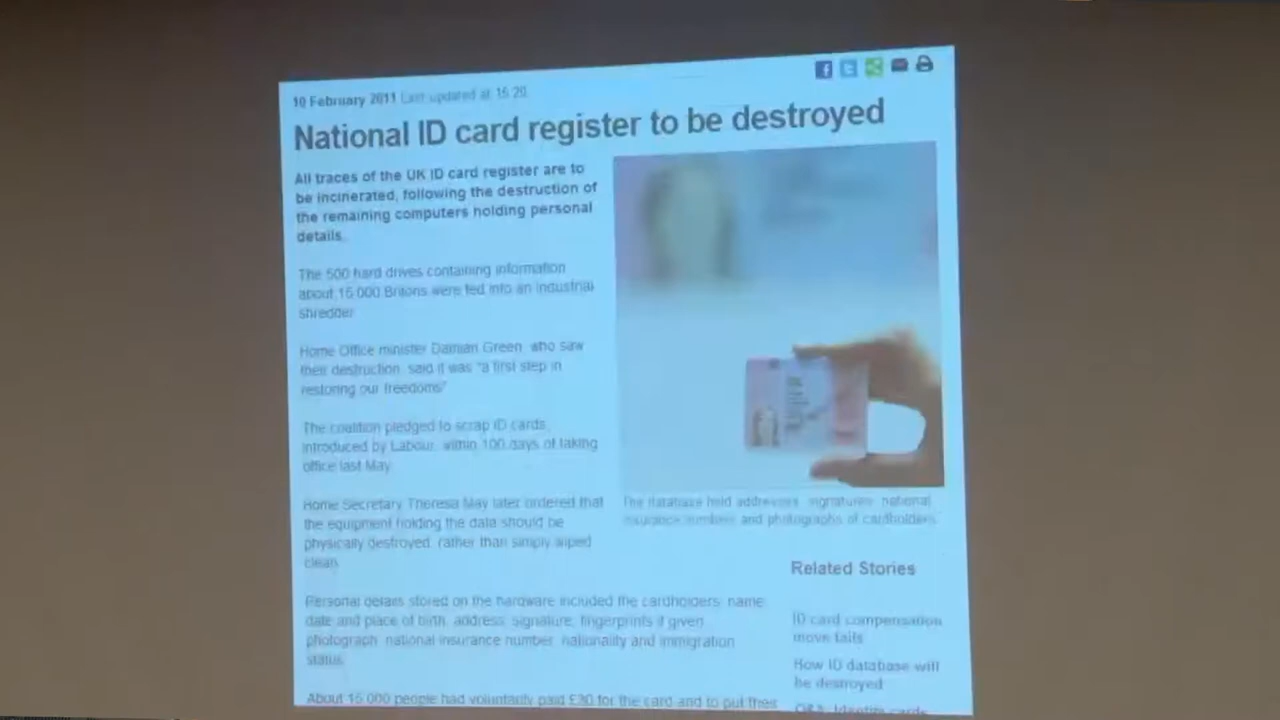 10 February 2011 Last updated at 15:29
National ID card register to be destroyed
All traces of the UK ID card register are to
be incinerated, following the destruction of
the remaining computers holding personal
details.
The 500 hard drives containing information
about 15,000 Britons were fed into an industrial
shredder.
Home Office minister Damian Green, who saw
their destruction, said it was "a first step in
restoring our freedoms"
The coalition pledged to scrap ID cards,
introduced by Labour, within 100 days of taking
office last May.
Home Secretary Theresa May later ordered that
the equipment holding the data should be
physically destroyed, rather than simply wiped
clean.
The database held addresses, signatures, national
insurance numbers and photographs of cardholders
Personal details stored on the hardware included the cardholders' name,
date and place of birth, address, signature, fingerprints if given,
photograph, national insurance number, nationality and immigration
status.
About 15,000 people had voluntarily paid £30 for the card and to put their
Related Stories
ID card compensation
move fails
How ID database will
be destroyed
Q&A: Identity cards